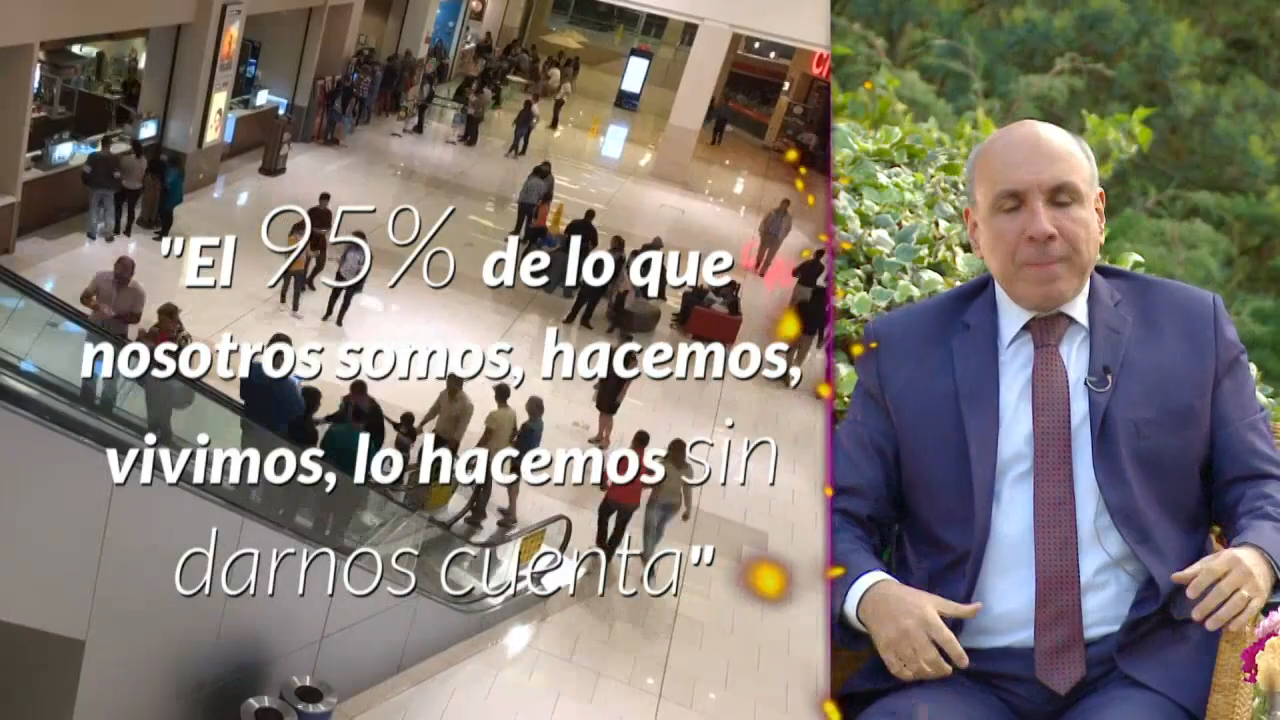 "El 95% de lo que
nosotros somos, hacemos,
vivimos, lo hacemos sin
darnos cuenta"